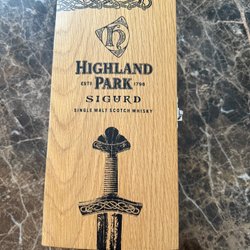 HIGHLAND
ESTD 1798
PARK
SIGURD
SINGLE MALT SCOTCH WHISKY